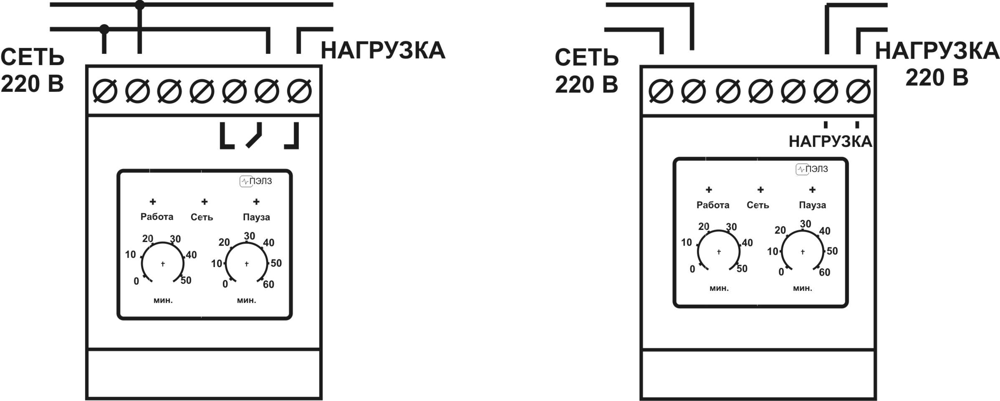 СЕТЬ
220 В
НАГРУЗКА
ПЭЛЗ
Работа Сеть Пауза
20 30
10 40
0 50
мин.
30
20 40
10 50
0 60
мин.
СЕТЬ
220 В
НАГРУЗКА
220 В
НАГРУЗКА
ПЭЛЗ
Работа Сеть Пауза
20 30
10 40
0 50
мин.
30
20 40
10 50
0 60
мин.